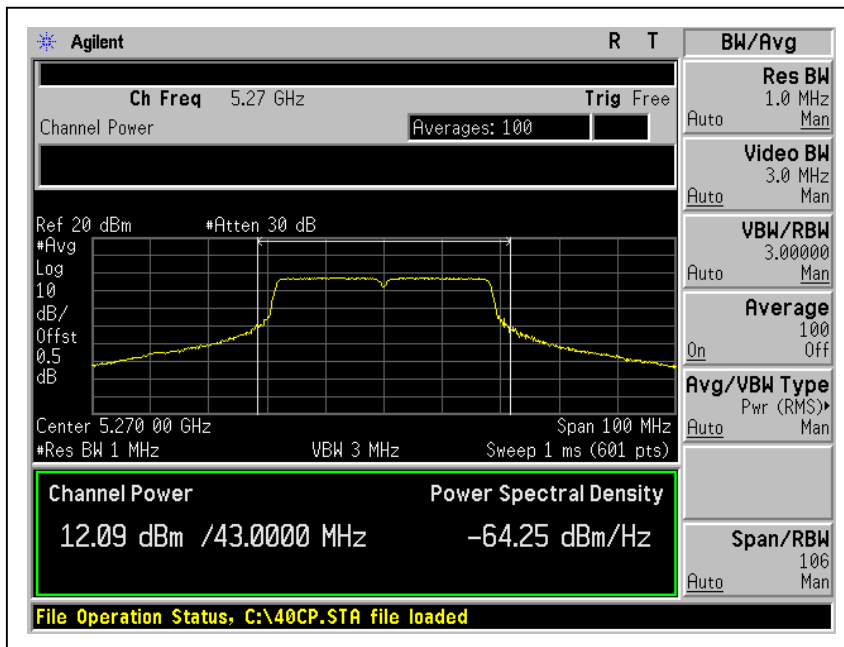 Agilent R T
Ch Freq 5.27 GHz Trig Free
Channel Power Averages: 100
Ref 20 dBm #Atten 30 dB
#Avg
Log
10
dB/
Offst
0.5
dB
Center 5.270 00 GHz Span 100 MHz
#Res BW 1 MHz VBW 3 MHz Sweep 1 ms (601 pts)
Channel Power Power Spectral Density
12.09 dBm /43.0000 MHz -64.25 dBm/Hz
File Operation Status, C:\40CP.STA file loaded
BW/Avg
Res BW
1.0 MHz
Auto Man
Video BW
3.0 MHz
Auto Man
VBW/RBW
3.00000
Auto Man
Average
100
On Off
Avg/VBW Type
Pwr (RMS)▸
Auto Man
Span/RBW
106
Auto Man